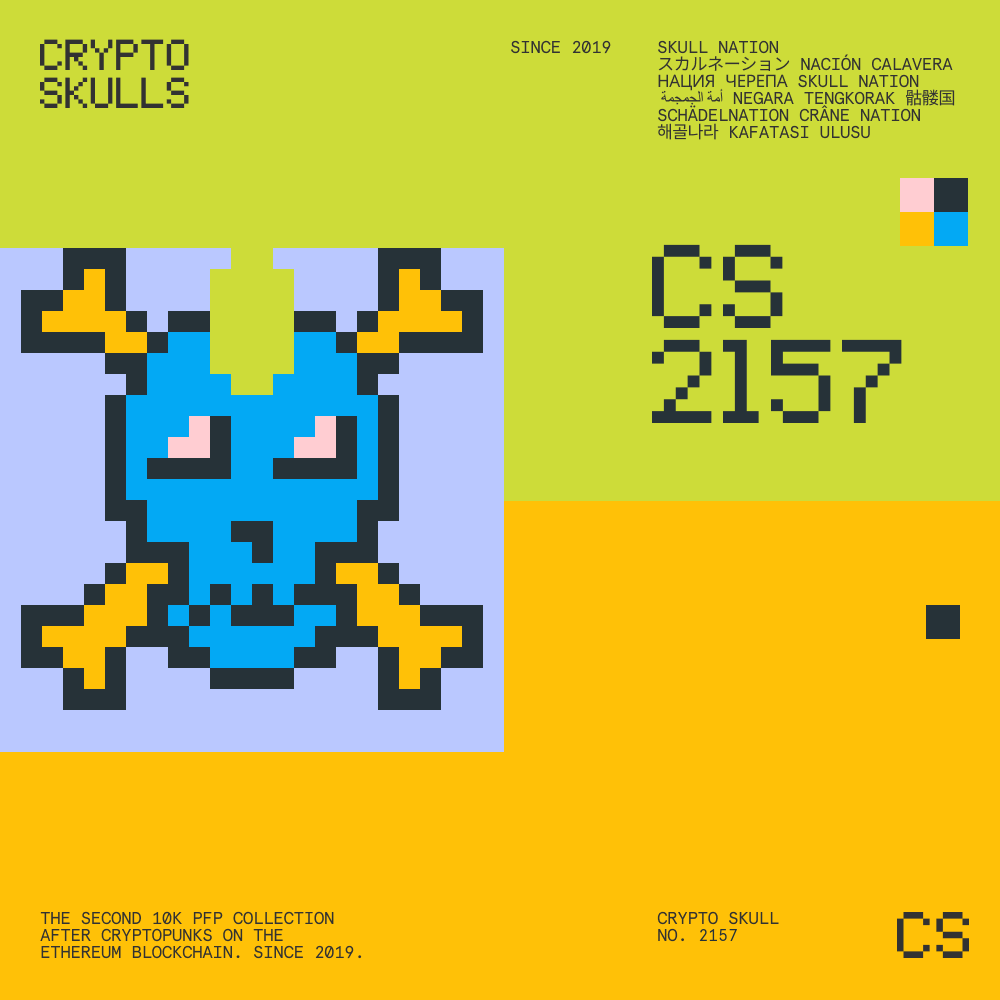 CRYPTO
SKULLS
SINCE 2019
SKULL NATION
スカルネーション NACIÓN CALAVERA
НАЦИЯ ЧЕРЕПА SKULL NATION
أمة الجمجمة NEGARA TENGKORAK 骷髅国
SCHÄDELNATION CRÂNE NATION
해골나라 KAFATASI ULUSU
CS
2157
THE SECOND 10K PFP COLLECTION
AFTER CRYPTOPUNKS ON THE
ETHEREUM BLOCKCHAIN. SINCE 2019.
CRYPTO SKULL
NO. 2157
CS